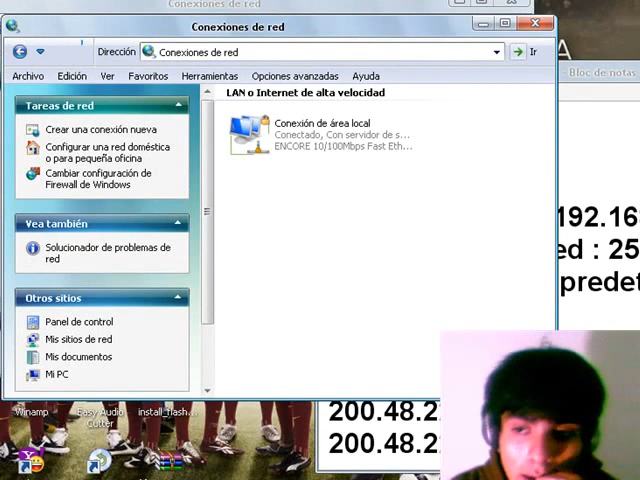 Conexiones de red
Conexiones de red
Dirección Conexiones de red Ir
Archivo Edición Ver Favoritos Herramientas Opciones avanzadas Ayuda
- Bloc de notas
Tareas de red
Crear una conexión nueva
Configurar una red doméstica
o para pequeña oficina
Cambiar configuración de
Firewall de Windows
Vea también
Solucionador de problemas de
red
Otros sitios
Panel de control
Mis sitios de red
Mis documentos
Mi PC
LAN o Internet de alta velocidad
Conexión de área local
Conectado, Con servidor de s...
ENCORE 10/100Mbps Fast Eth...
192.16
ed : 25
predet
200.48.22
200.48.22
Winamp
Easy Audio
Cutter
install_flash...